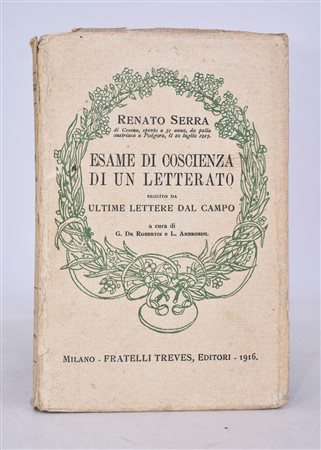 RENATO SERRA
di Cesena, spento a 31 anno, da palla
austriaca a Podgora, il 20 luglio 1915.
ESAME DI COSCIENZA
DI UN LETTERATO
SEGUITO DA
ULTIME LETTERE DAL CAMPO
a cura di
G. DE ROBERTIS e L. AMBROSINI.
MILANO - FRATELLI TREVES, EDITORI - 1916.